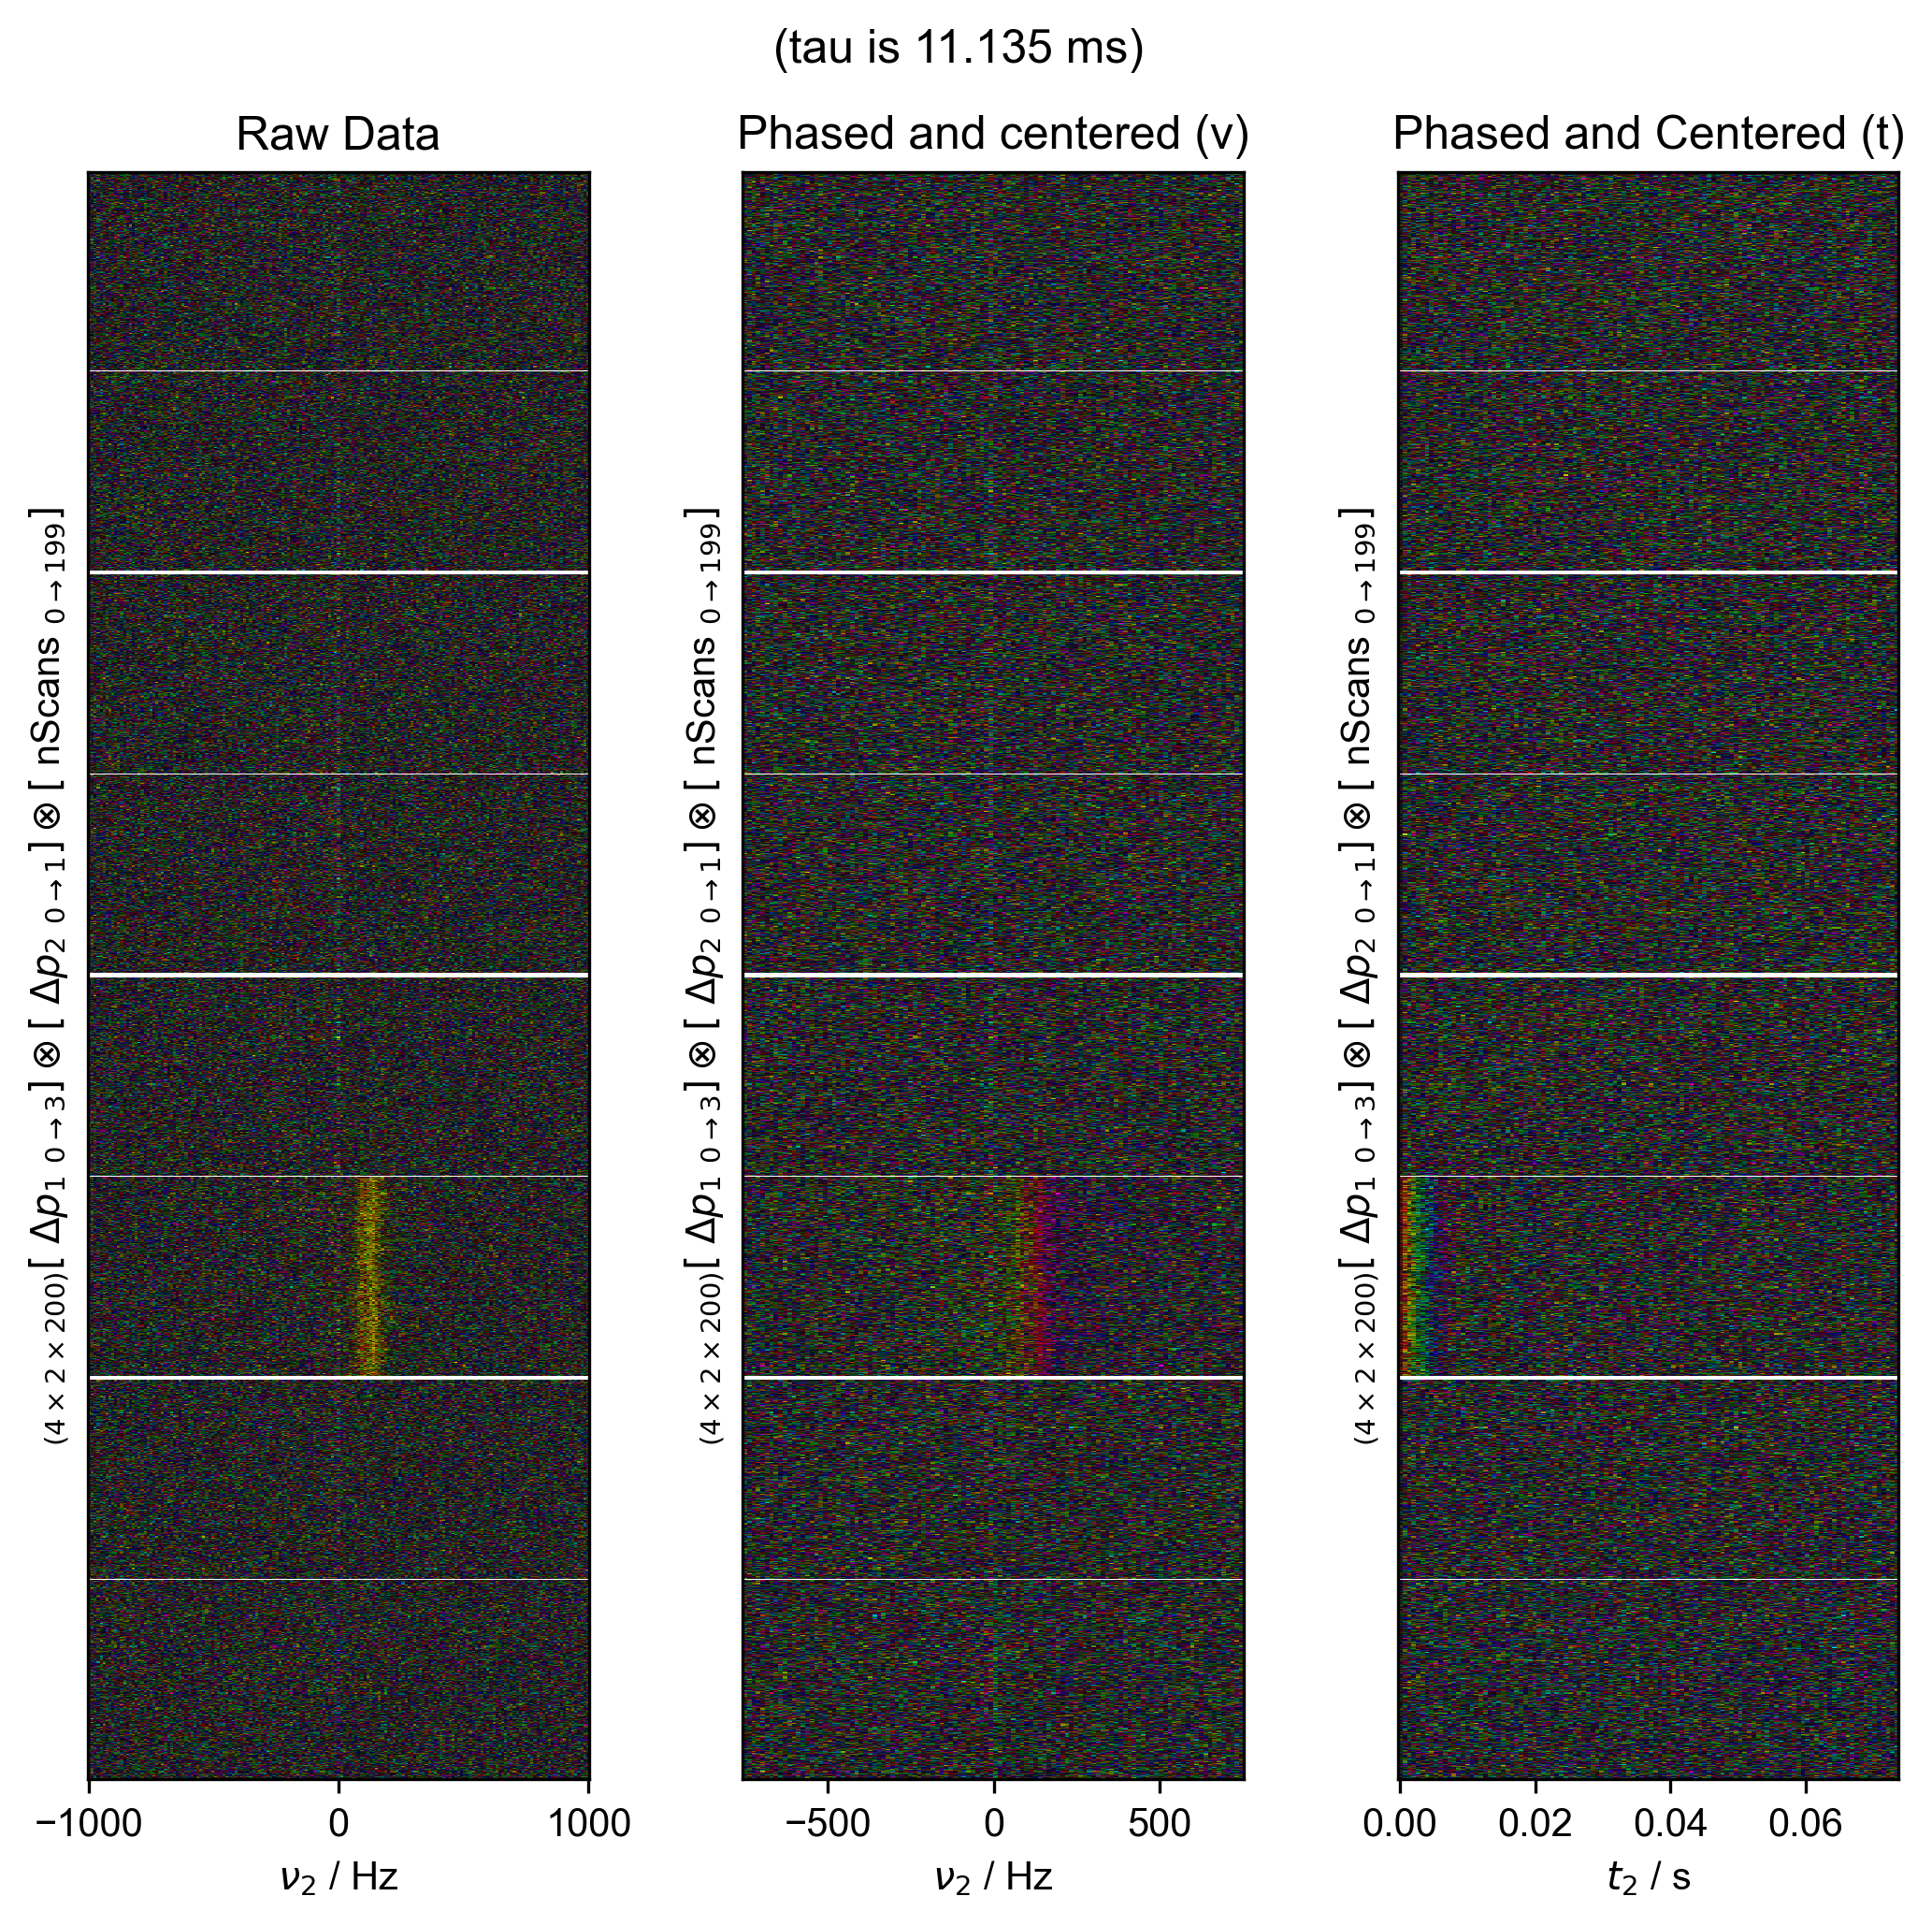 (tau is 11.135 ms)
Raw Data
Phased and centered (v)
Phased and Centered (t)
(4 × 2 × 200)[ Δp₁ ₀→₃] ⊗ [ Δp₂ ₀→₁] ⊗ [ nScans ₀→₁₉₉]
(4 × 2 × 200)[ Δp₁ ₀→₃] ⊗ [ Δp₂ ₀→₁] ⊗ [ nScans ₀→₁₉₉]
(4 × 2 × 200)[ Δp₁ ₀→₃] ⊗ [ Δp₂ ₀→₁] ⊗ [ nScans ₀→₁₉₉]
−1000 0 1000
−500 0 500
0.00 0.02 0.04 0.06
ν₂ / Hz
ν₂ / Hz
t₂ / s